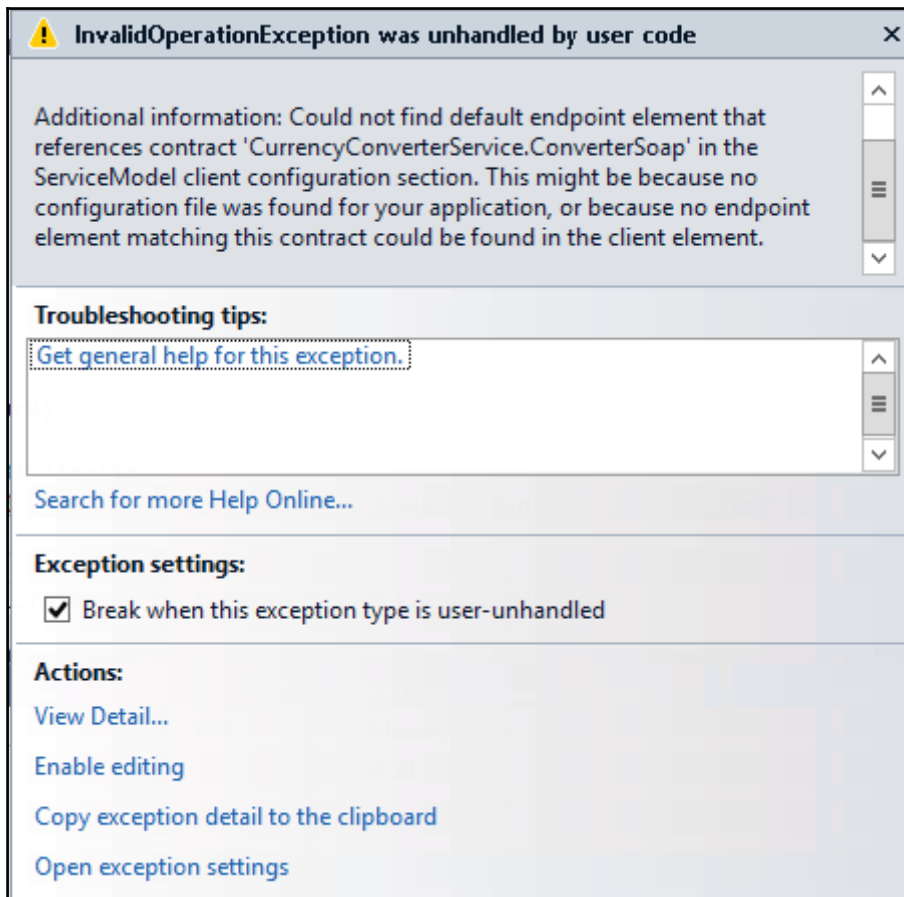 InvalidOperationException was unhandled by user code
Additional information: Could not find default endpoint element that
references contract 'CurrencyConverterService.ConverterSoap' in the
ServiceModel client configuration section. This might be because no
configuration file was found for your application, or because no endpoint
element matching this contract could be found in the client element.
Troubleshooting tips:
Get general help for this exception.
Search for more Help Online...
Exception settings:
Break when this exception type is user-unhandled
Actions:
View Detail...
Enable editing
Copy exception detail to the clipboard
Open exception settings